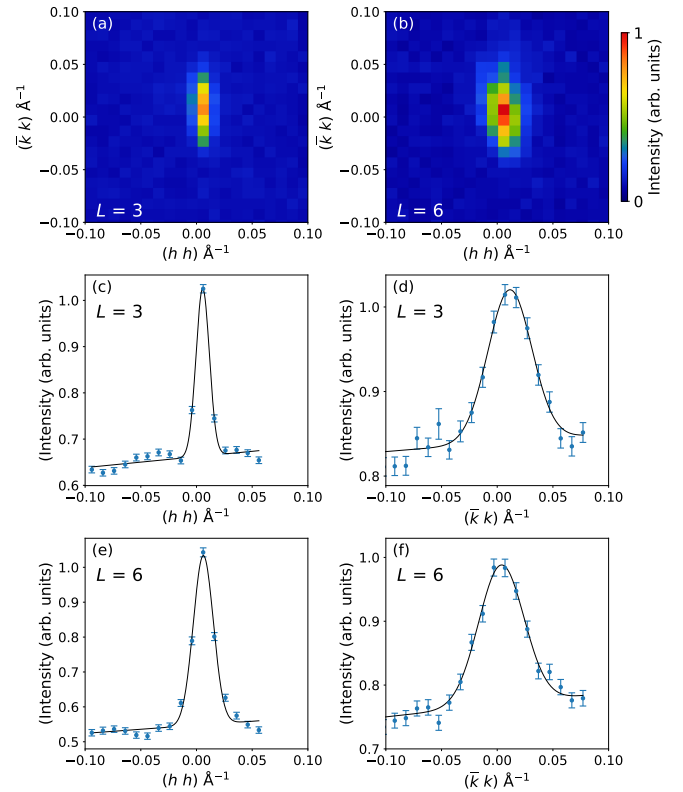 (a)
L = 3
0.10
0.05
0.00
−0.05
−0.10
(k̅ k) Å⁻¹
−0.10 −0.05 0.00 0.05 0.10
(h h) Å⁻¹
(b)
L = 6
0.10
0.05
0.00
−0.05
−0.10
(k̅ k) Å⁻¹
−0.10 −0.05 0.00 0.05 0.10
(h h) Å⁻¹
1
0
Intensity (arb. units)
(c)
L = 3
1.0
0.9
0.8
0.7
0.6
(Intensity (arb. units)
−0.10 −0.05 0.00 0.05 0.10
(h h) Å⁻¹
(d)
L = 3
1.0
0.9
0.8
(Intensity (arb. units)
−0.10 −0.05 0.00 0.05 0.10
(k̅ k) Å⁻¹
(e)
L = 6
1.0
0.9
0.8
0.7
0.6
0.5
(Intensity (arb. units)
−0.10 −0.05 0.00 0.05 0.10
(h h) Å⁻¹
(f)
L = 6
1.0
0.9
0.8
0.7
(Intensity (arb. units)
−0.10 −0.05 0.00 0.05 0.10
(k̅ k) Å⁻¹